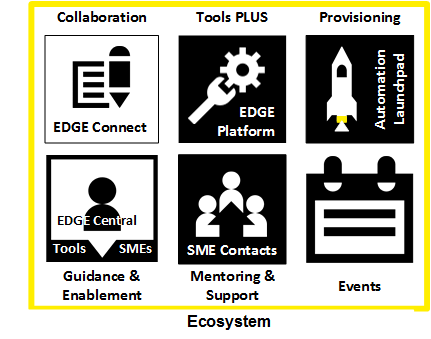 Collaboration
Tools PLUS
Provisioning
EDGE Connect
EDGE
Platform
Automation
Launchpad
EDGE Central
Tools
SMEs
SME Contacts
Guidance &
Enablement
Mentoring &
Support
Events
Ecosystem